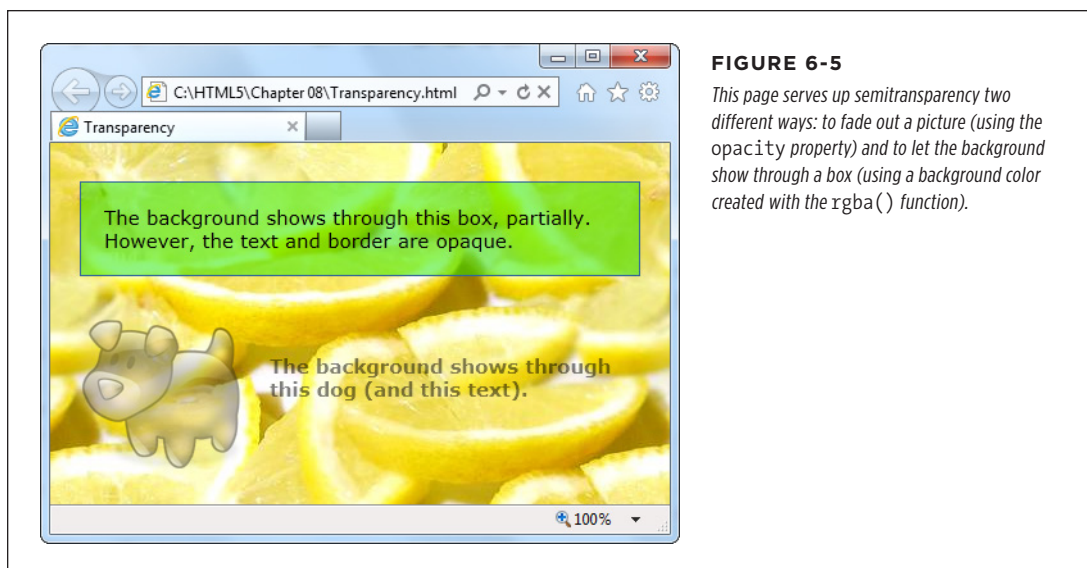 C:\HTML5\Chapter 08\Transparency.html
Transparency
The background shows through this box, partially.
However, the text and border are opaque.
The background shows through
this dog (and this text).
100%
FIGURE 6-5
This page serves up semitransparency two
different ways: to fade out a picture (using the
opacity property) and to let the background
show through a box (using a background color
created with the rgba() function).